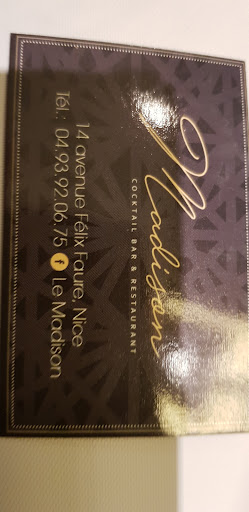 Madison
COCKTAIL BAR & RESTAURANT
14 avenue Félix Faure, Nice
Tél.: 04.93.92.06.75 f Le Madison